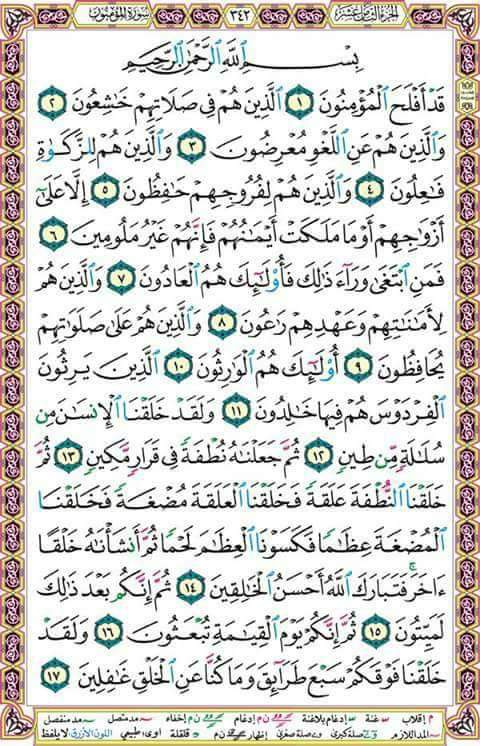 الجزء الثامن عشر ٣٤٢ سورة المؤمنون
بِسْمِ ٱللَّهِ ٱلرَّحْمَٰنِ ٱلرَّحِيمِ
قَدْ أَفْلَحَ ٱلْمُؤْمِنُونَ ١ ٱلَّذِينَ هُمْ فِى صَلَاتِهِمْ خَٰشِعُونَ ٢
وَٱلَّذِينَ هُمْ عَنِ ٱللَّغْوِ مُعْرِضُونَ ٣ وَٱلَّذِينَ هُمْ لِلزَّكَوٰةِ
فَٰعِلُونَ ٤ وَٱلَّذِينَ هُمْ لِفُرُوجِهِمْ حَٰفِظُونَ ٥ إِلَّا عَلَىٰٓ
أَزْوَٰجِهِمْ أَوْ مَا مَلَكَتْ أَيْمَٰنُهُمْ فَإِنَّهُمْ غَيْرُ مَلُومِينَ ٦
فَمَنِ ٱبْتَغَىٰ وَرَآءَ ذَٰلِكَ فَأُو۟لَٰٓئِكَ هُمُ ٱلْعَادُونَ ٧ وَٱلَّذِينَ هُمْ
لِأَمَٰنَٰتِهِمْ وَعَهْدِهِمْ رَٰعُونَ ٨ وَٱلَّذِينَ هُمْ عَلَىٰ صَلَوَٰتِهِمْ
يُحَافِظُونَ ٩ أُو۟لَٰٓئِكَ هُمُ ٱلْوَٰرِثُونَ ١٠ ٱلَّذِينَ يَرِثُونَ
ٱلْفِرْدَوْسَ هُمْ فِيهَا خَٰلِدُونَ ١١ وَلَقَدْ خَلَقْنَا ٱلْإِنسَٰنَ مِن
سُلَٰلَةٍ مِّن طِينٍ ١٢ ثُمَّ جَعَلْنَٰهُ نُطْفَةً فِى قَرَارٍ مَّكِينٍ ١٣ ثُمَّ
خَلَقْنَا ٱلنُّطْفَةَ عَلَقَةً فَخَلَقْنَا ٱلْعَلَقَةَ مُضْغَةً فَخَلَقْنَا
ٱلْمُضْغَةَ عِظَٰمًا فَكَسَوْنَا ٱلْعِظَٰمَ لَحْمًا ثُمَّ أَنشَأْنَٰهُ خَلْقًا
ءَاخَرَ ۚ فَتَبَارَكَ ٱللَّهُ أَحْسَنُ ٱلْخَٰلِقِينَ ١٤ ثُمَّ إِنَّكُم بَعْدَ ذَٰلِكَ
لَمَيِّتُونَ ١٥ ثُمَّ إِنَّكُمْ يَوْمَ ٱلْقِيَٰمَةِ تُبْعَثُونَ ١٦ وَلَقَدْ
خَلَقْنَا فَوْقَكُمْ سَبْعَ طَرَآئِقَ وَمَا كُنَّا عَنِ ٱلْخَلْقِ غَٰفِلِينَ ١٧
م إقلاب غنة إدغام بلاغنة ن م إدغام ن م إخفاء مد متصل مد منفصل
المد اللازم صلة كبرى صلة صغرى إظهار ن م قلقلة طبيعي اللون الأزرق لا يلفظ